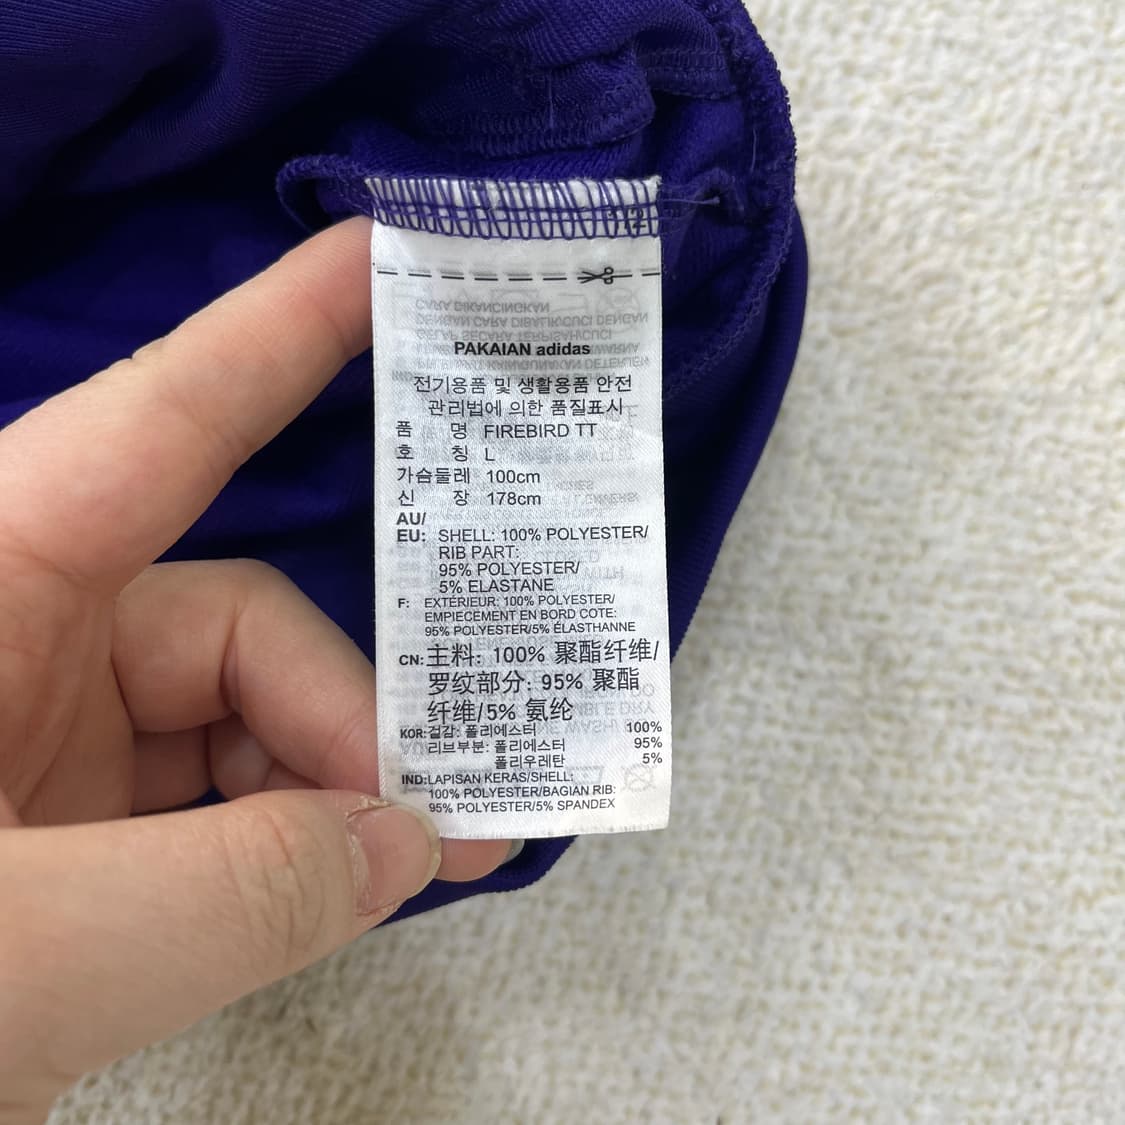 PAKAIAN adidas
전기용품 및 생활용품 안전
관리법에 의한 품질표시
품 명 FIREBIRD TT
호 칭 L
가슴둘레 100cm
신 장 178cm
AU/
EU: SHELL: 100% POLYESTER/
RIB PART:
95% POLYESTER/
5% ELASTANE
F: EXTÉRIEUR: 100% POLYESTER/
EMPIECEMENT EN BORD COTE:
95% POLYESTER/5% ÉLASTHANNE
CN: 主料: 100% 聚酯纤维/
罗纹部分: 95% 聚酯
纤维/5% 氨纶
KOR: 겉감: 폴리에스터 100%
리브부분: 폴리에스터 95%
폴리우레탄 5%
IND: LAPISAN KERAS/SHELL:
100% POLYESTER/BAGIAN RIB:
95% POLYESTER/5% SPANDEX